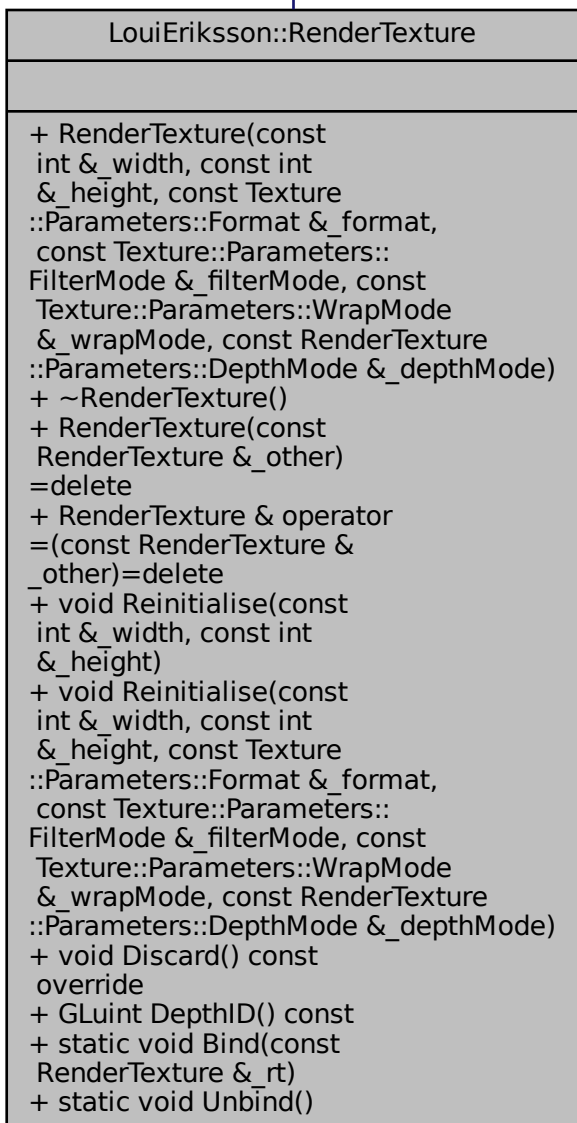 LouiEriksson::RenderTexture
+ RenderTexture(const
int &_width, const int
&_height, const Texture
::Parameters::Format &_format,
const Texture::Parameters::
FilterMode &_filterMode, const
Texture::Parameters::WrapMode
&_wrapMode, const RenderTexture
::Parameters::DepthMode &_depthMode)
+ ~RenderTexture()
+ RenderTexture(const
RenderTexture &_other)
=delete
+ RenderTexture & operator
=(const RenderTexture &
_other)=delete
+ void Reinitialise(const
int &_width, const int
&_height)
+ void Reinitialise(const
int &_width, const int
&_height, const Texture
::Parameters::Format &_format,
const Texture::Parameters::
FilterMode &_filterMode, const
Texture::Parameters::WrapMode
&_wrapMode, const RenderTexture
::Parameters::DepthMode &_depthMode)
+ void Discard() const
override
+ GLuint DepthID() const
+ static void Bind(const
RenderTexture &_rt)
+ static void Unbind()